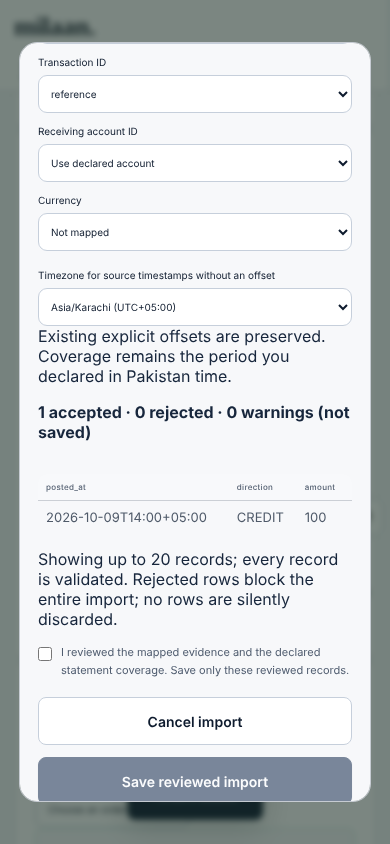 milaan.
Transaction ID
reference
Receiving account ID
Use declared account
Currency
Not mapped
Timezone for source timestamps without an offset
Asia/Karachi (UTC+05:00)
Existing explicit offsets are preserved.
Coverage remains the period you
declared in Pakistan time.
1 accepted · 0 rejected · 0 warnings (not
saved)
posted_at direction amount
2026-10-09T14:00+05:00 CREDIT 100
Showing up to 20 records; every record
is validated. Rejected rows block the
entire import; no rows are silently
discarded.
I reviewed the mapped evidence and the declared
statement coverage. Save only these reviewed records.
Cancel import
Save reviewed import